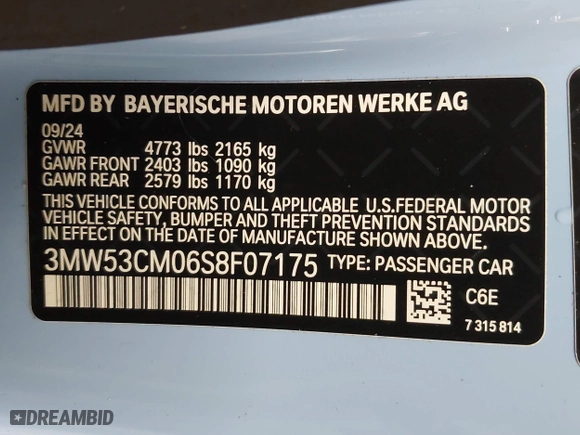 MFD BY BAYERISCHE MOTOREN WERKE AG
09/24
GVWR 4773 lbs 2165 kg
GAWR FRONT 2403 lbs 1090 kg
GAWR REAR 2579 lbs 1170 kg
THIS VEHICLE CONFORMS TO ALL APPLICABLE U.S.FEDERAL MOTOR
VEHICLE SAFETY, BUMPER AND THEFT PREVENTION STANDARDS
IN EFFECT ON THE DATE OF MANUFACTURE SHOWN ABOVE.
3MW53CM06S8F07175 TYPE: PASSENGER CAR
C6E
7 315 814
DREAMBID